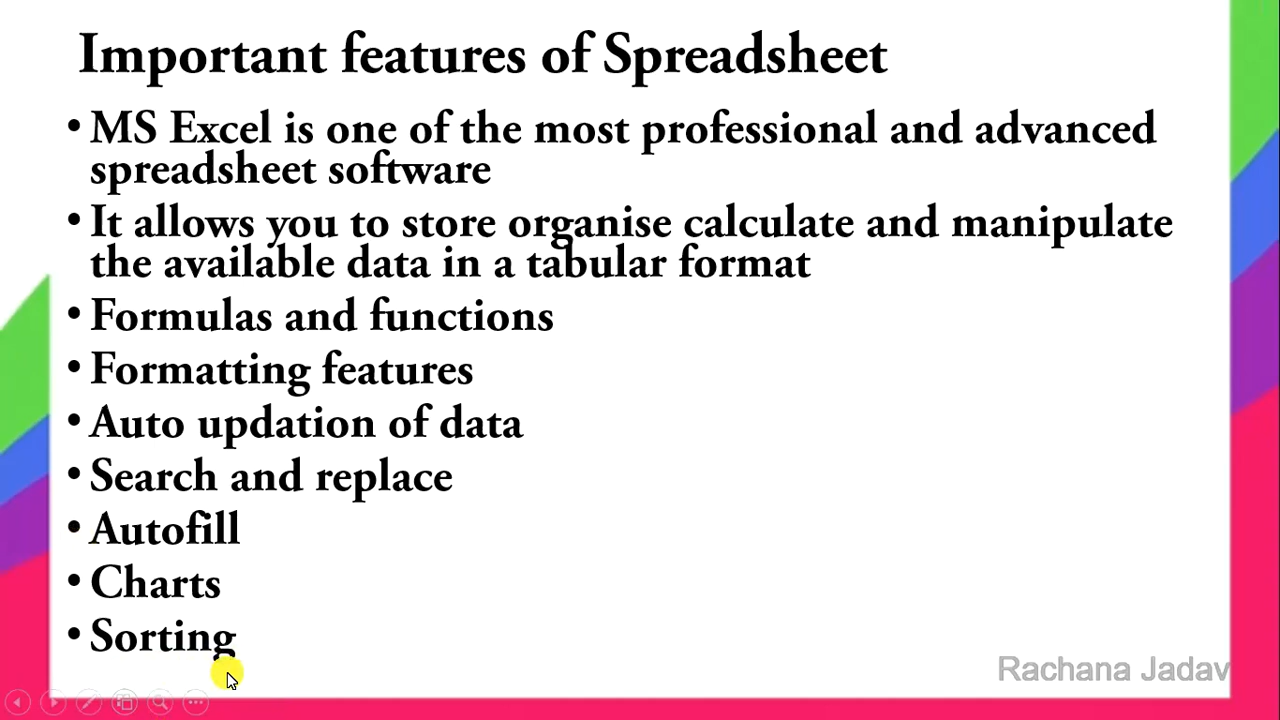 Important features of Spreadsheet
• MS Excel is one of the most professional and advanced
spreadsheet software
• It allows you to store organise calculate and manipulate
the available data in a tabular format
• Formulas and functions
• Formatting features
• Auto updation of data
• Search and replace
• Autofill
• Charts
• Sorting
Rachana Jadav